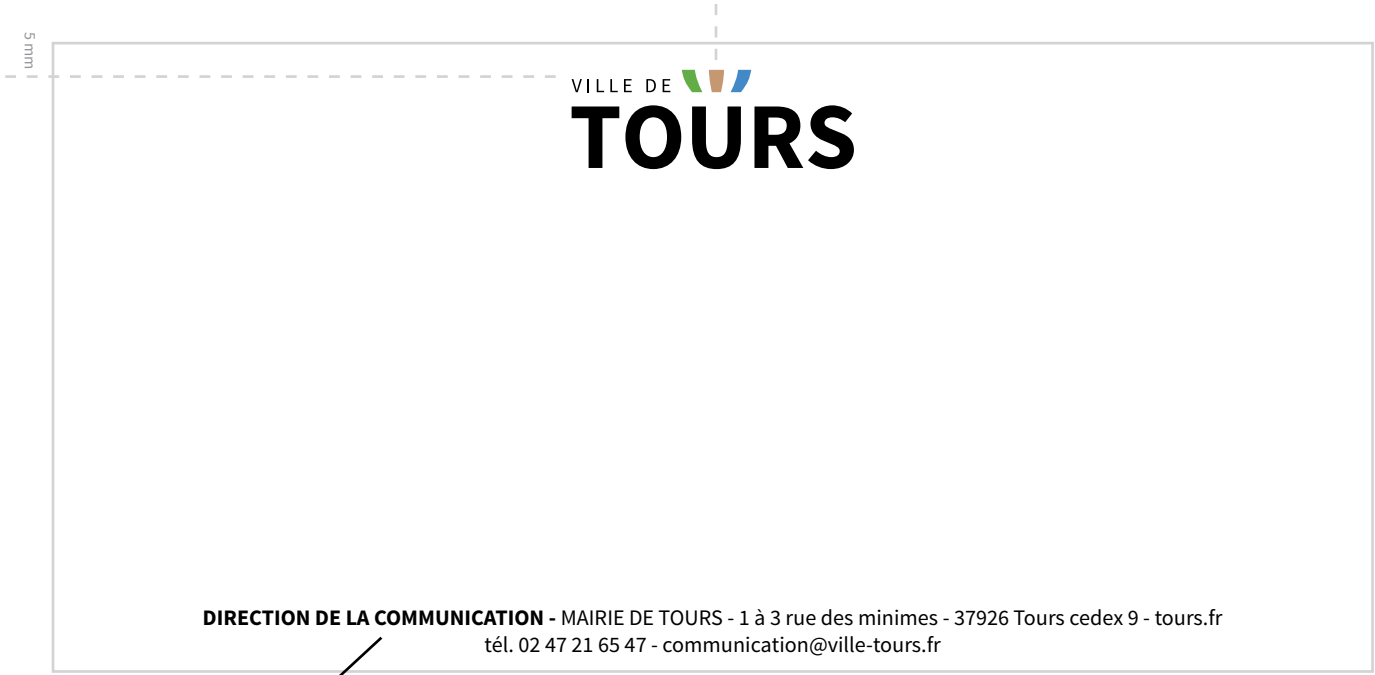 5 mm
VILLE DE
TOURS
DIRECTION DE LA COMMUNICATION - MAIRIE DE TOURS - 1 à 3 rue des minimes - 37926 Tours cedex 9 - tours.fr
tél. 02 47 21 65 47 - communication@ville-tours.fr